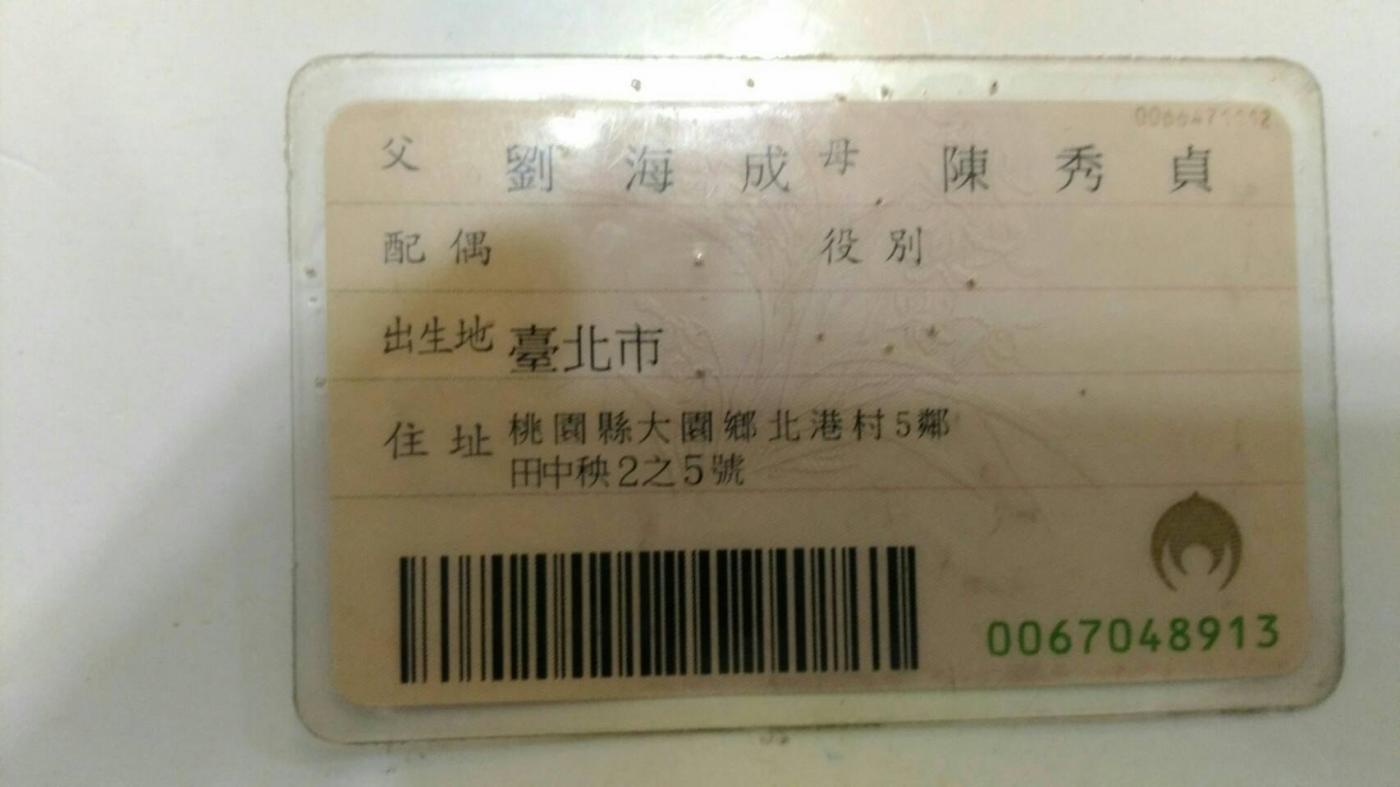 父 劉海成 母 陳秀貞
配偶 役別
出生地 臺北市
住址 桃園縣大園鄉北港村5鄰
田中秧2之5號
0067048913